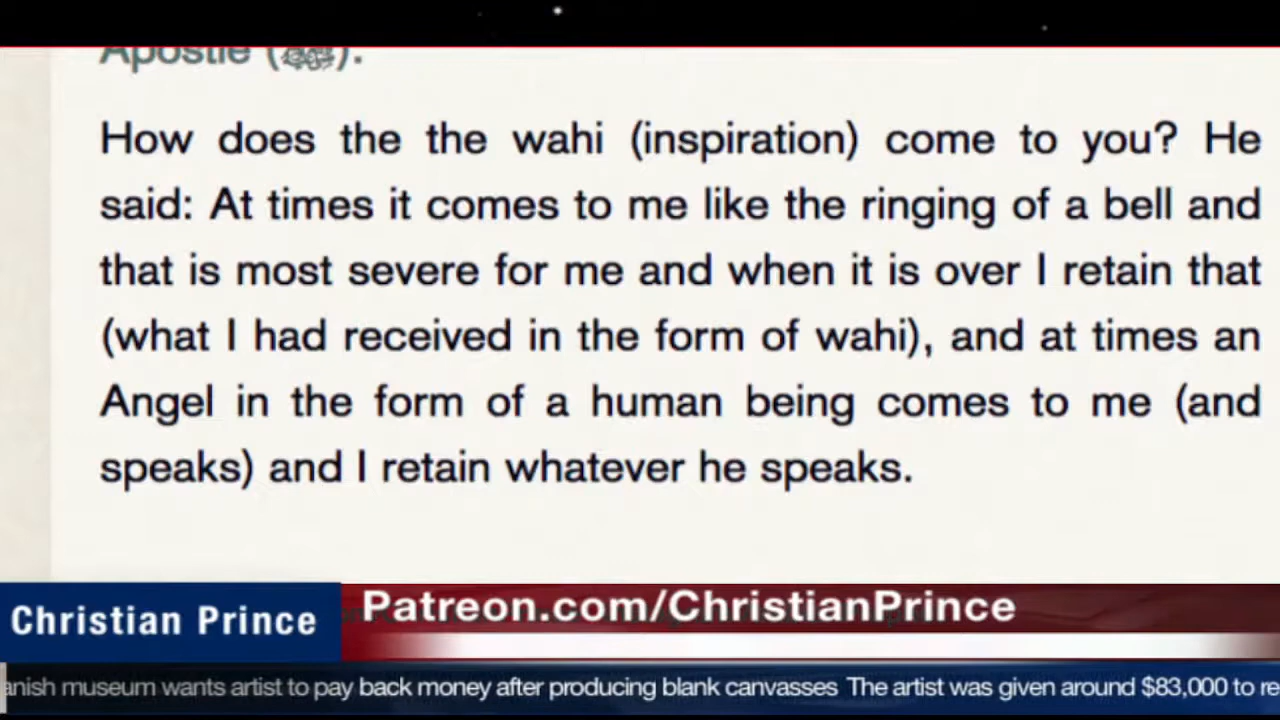 Apostle (ﷺ).
How does the the wahi (inspiration) come to you? He
said: At times it comes to me like the ringing of a bell and
that is most severe for me and when it is over I retain that
(what I had received in the form of wahi), and at times an
Angel in the form of a human being comes to me (and
speaks) and I retain whatever he speaks.
Christian Prince
Patreon.com/ChristianPrince
anish museum wants artist to pay back money after producing blank canvasses The artist was given around $83,000 to re